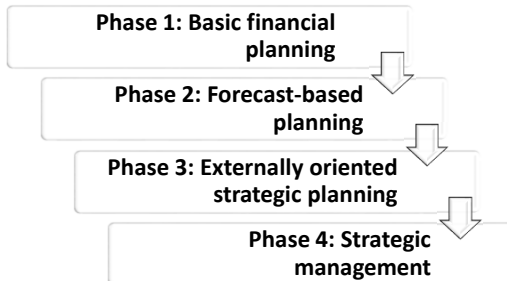 Phase 1: Basic financial
planning
Phase 2: Forecast-based
planning
Phase 3: Externally oriented
strategic planning
Phase 4: Strategic
management